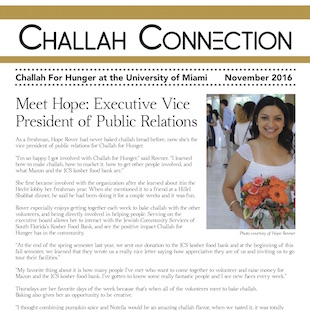 CHALLAH CONNECTION
Challah For Hunger at the University of Miami November 2016
Meet Hope: Executive Vice
President of Public Relations
As a freshman, Hope Rovner had never baked challah bread before, now she's the
vice president of public relations for Challah for Hunger.
"I'm so happy I got involved with Challah for Hunger," said Rovner. "I learned
how to make challah, how to market it, how to get other people involved, and
what Mazon and the JCS kosher food bank are."
She first became involved with the organization after she learned about it in the
Hecht lobby her freshman year. When she mentioned it to a friend at a Hillel
Shabbat dinner, he said he had been doing it for a couple weeks and it was fun.
Rover especially enjoys getting together each week to bake challah with the other
volunteers, and being directly involved in helping people. Serving on the
executive board allows her to interact with the Jewish Community Services of
South Florida's Kosher Food Bank, and see the positive impact Challah for
Hunger has in the community.
Photo courtesy of Hope Rovner
"At the end of the spring semester last year, we sent our donation to the JCS kosher food bank and at the beginning of this
fall semester, we learned that they wrote us a really nice letter saying how appreciative they are of us and inviting us to go
tour their facilities."
"My favorite thing about it is how many people I've met who want to come together to volunteer and raise money for
Mazon and the JCS kosher food bank. I've gotten to know some really fantastic people and I see new faces every week."
Thursdays are her favorite days of the week because that's when all of the volunteers meet to bake challah.
Baking also gives her an opportunity to be creative.
"I thought combining pumpkin spice and Nutella would be an amazing challah flavor, when we tasted it, it was totally